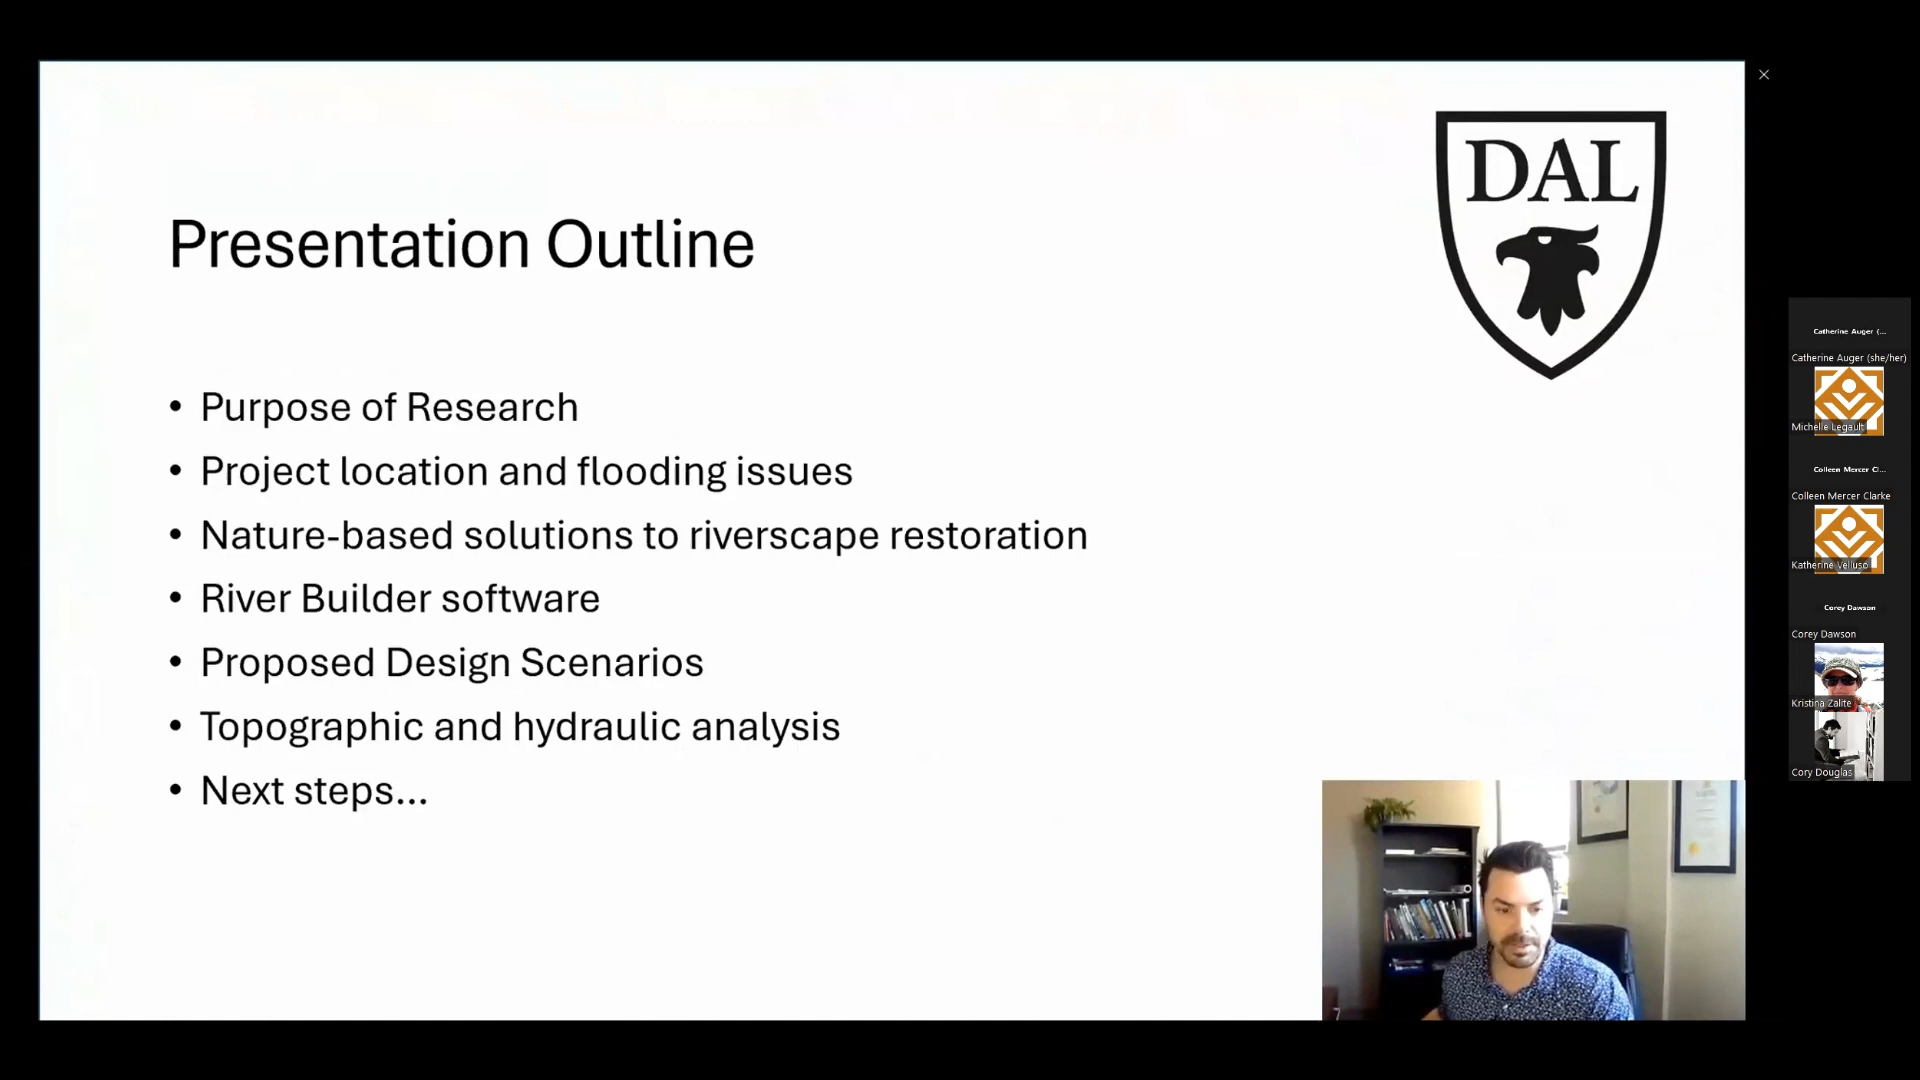 DAL
Presentation Outline
• Purpose of Research
• Project location and flooding issues
• Nature-based solutions to riverscape restoration
• River Builder software
• Proposed Design Scenarios
• Topographic and hydraulic analysis
• Next steps...
Catherine Auger (...
Catherine Auger (she/her)
Michelle Legault
Colleen Mercer Cl...
Colleen Mercer Clarke
Katherine Velluso
Corey Dawson
Corey Dawson
Kristina Zalite
Cory Douglas